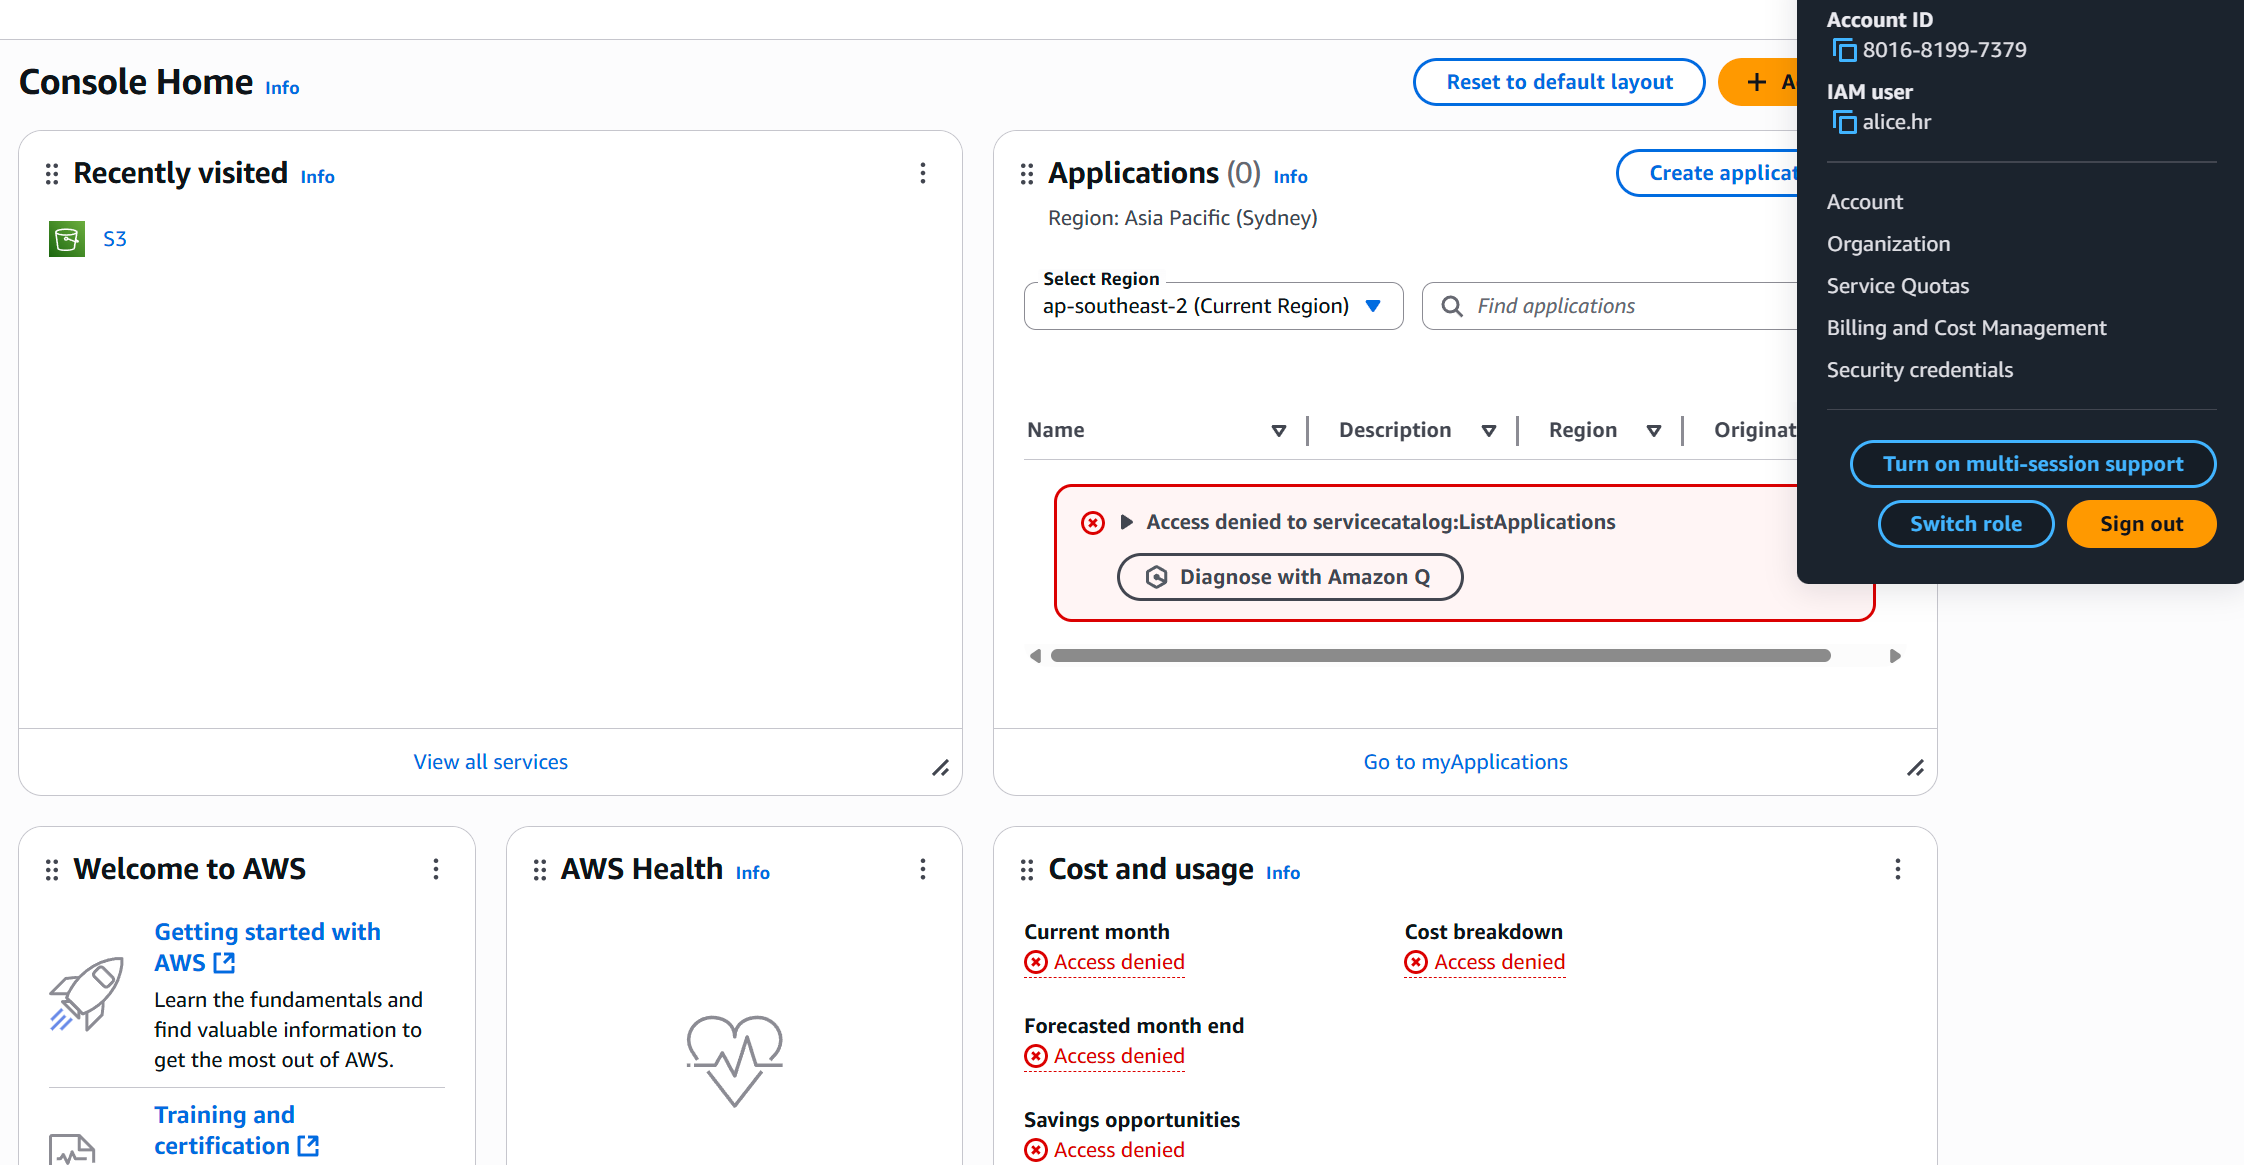 Account ID
8016-8199-7379
IAM user
alice.hr
Account
Organization
Service Quotas
Billing and Cost Management
Security credentials
Turn on multi-session support
Switch role
Sign out
Console Home Info
Reset to default layout
+ A
Recently visited Info
S3
View all services
Applications (0) Info
Create applicat
Region: Asia Pacific (Sydney)
Select Region
ap-southeast-2 (Current Region)
Find applications
Name Description Region Originat
Access denied to servicecatalog:ListApplications
Diagnose with Amazon Q
Go to myApplications
Welcome to AWS
Getting started with
AWS
Learn the fundamentals and
find valuable information to
get the most out of AWS.
Training and
certification
AWS Health Info
Cost and usage Info
Current month
Access denied
Cost breakdown
Access denied
Forecasted month end
Access denied
Savings opportunities
Access denied